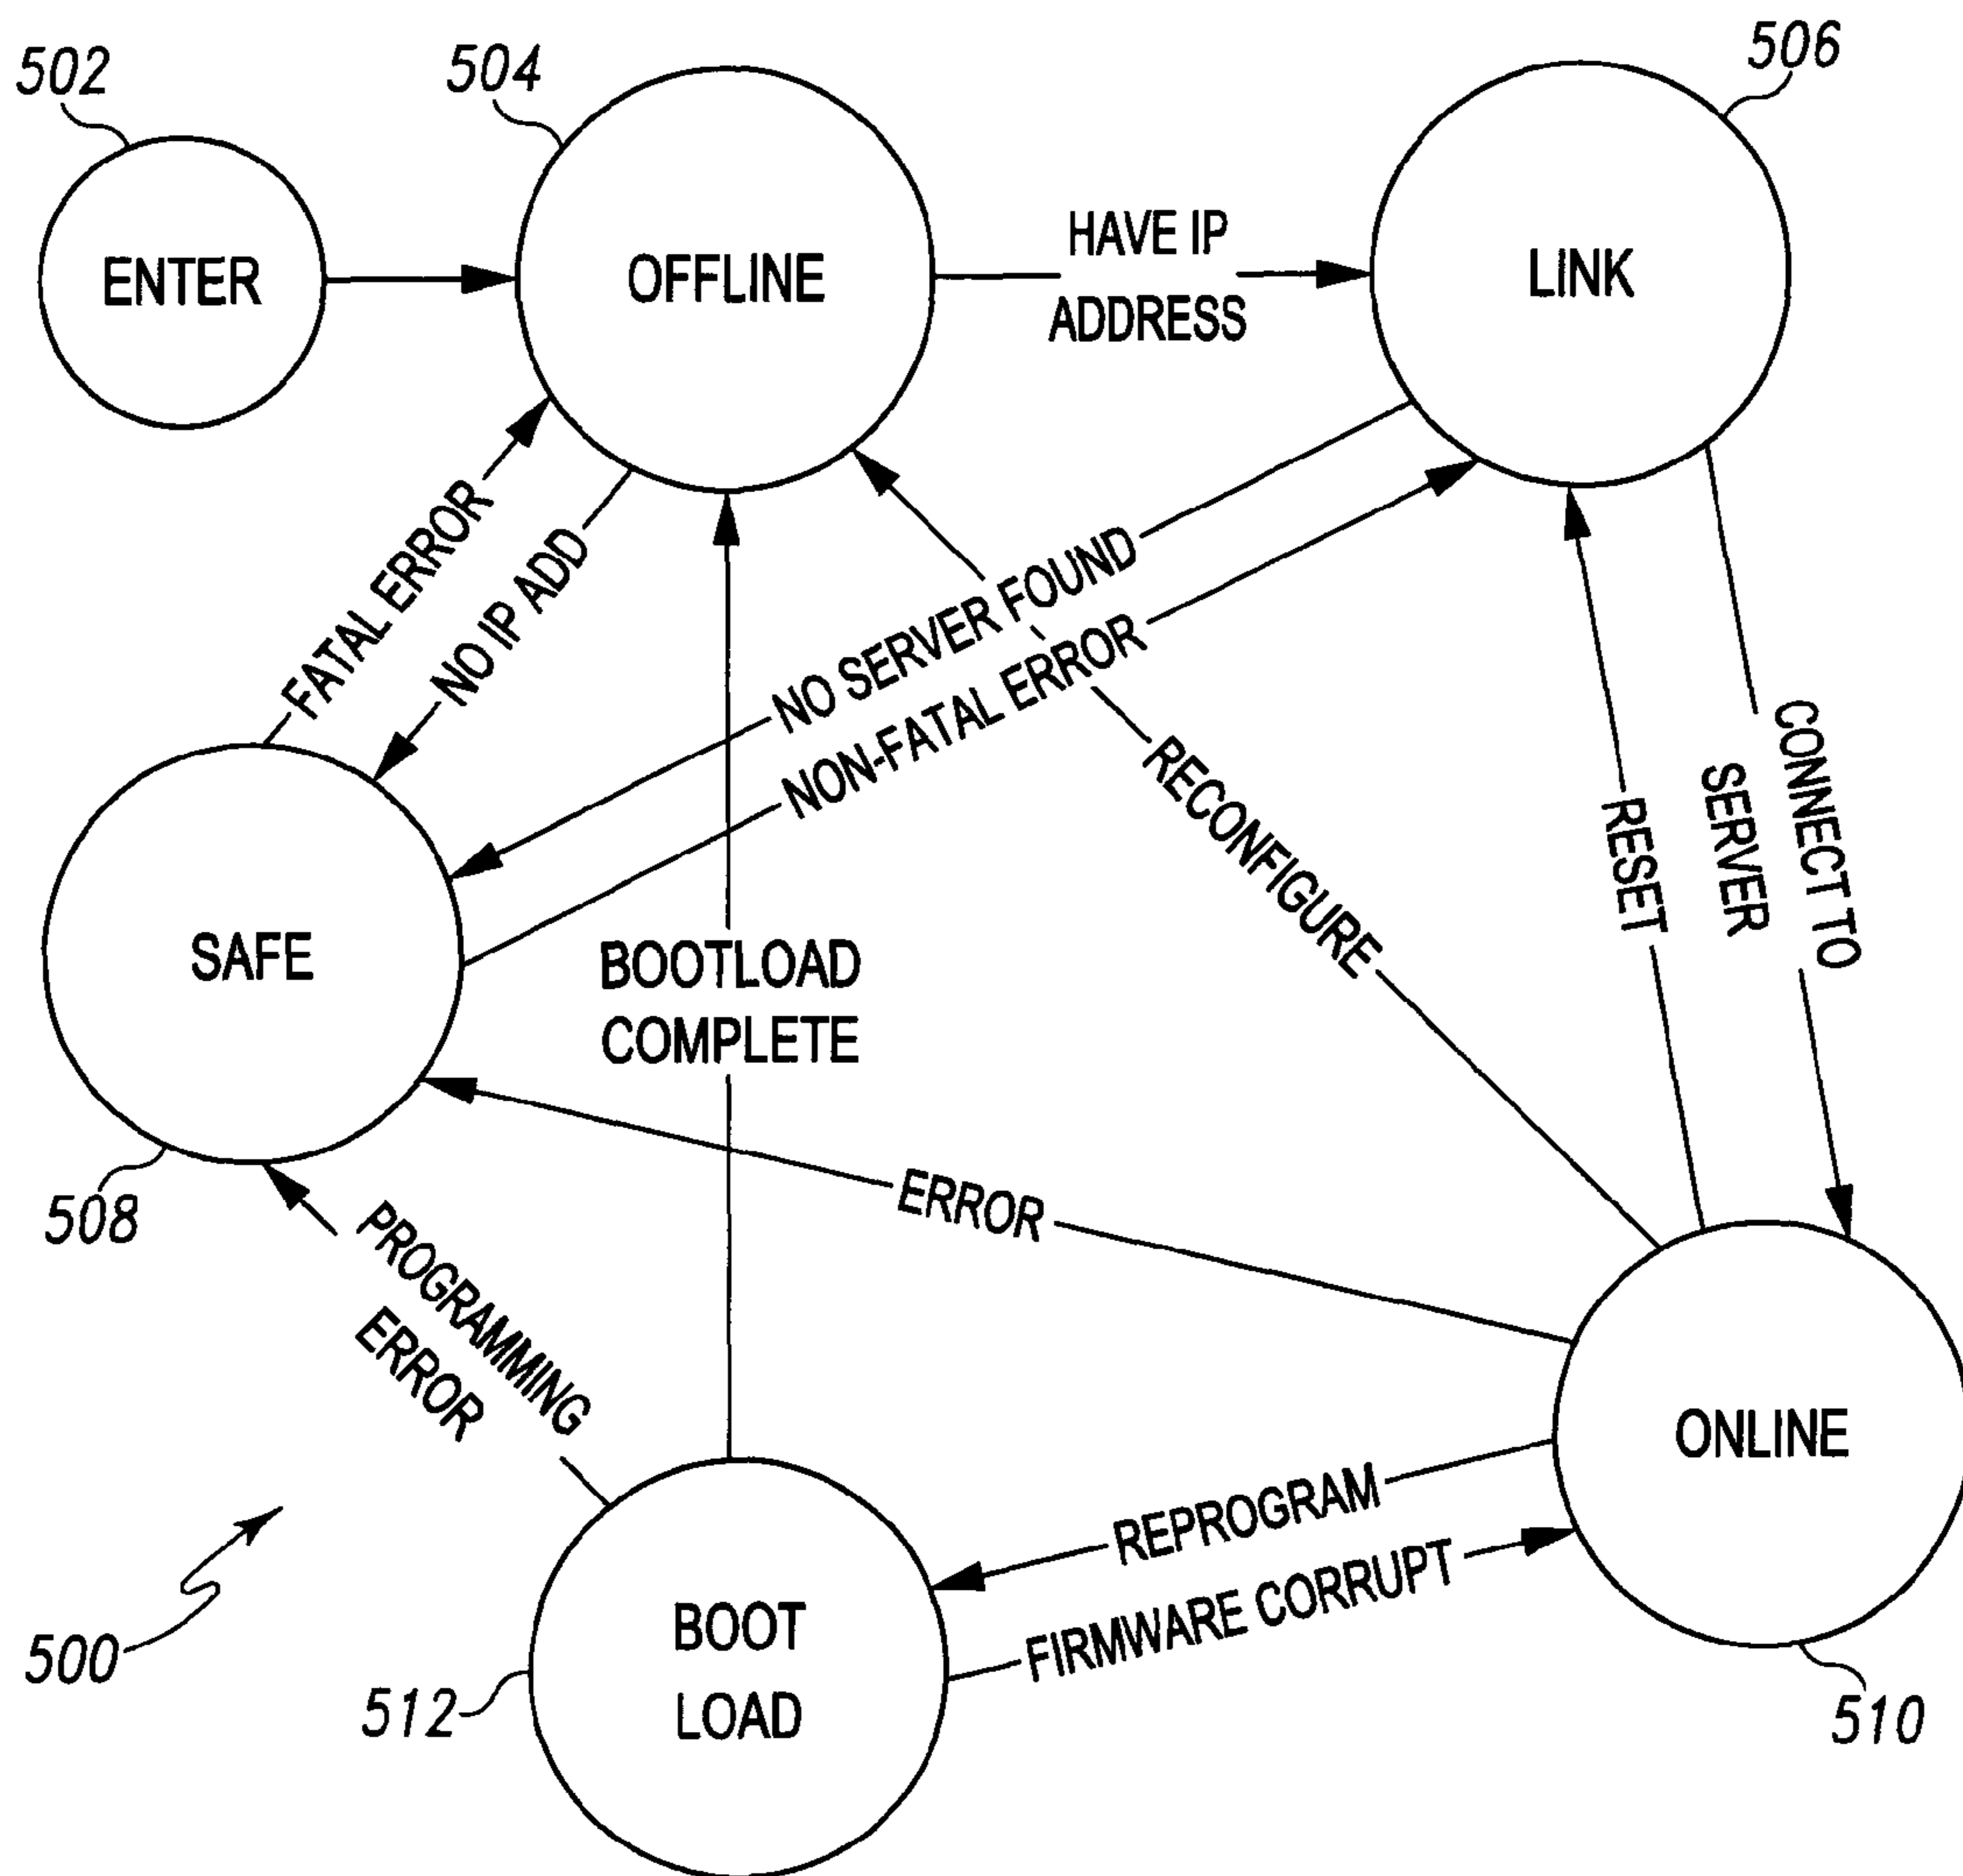 502
504
506
ENTER
OFFLINE
HAVE IP
ADDRESS
LINK
FATAL ERROR
NO IP ADD
NO SERVER FOUND
NON-FATAL ERROR
RECONFIGURE
RESET
CONNECT TO
SERVER
SAFE
BOOTLOAD
COMPLETE
508
ERROR
PROGRAMMING
ERROR
ONLINE
REPROGRAM
FIRMWARE CORRUPT
BOOT
LOAD
500
512
510